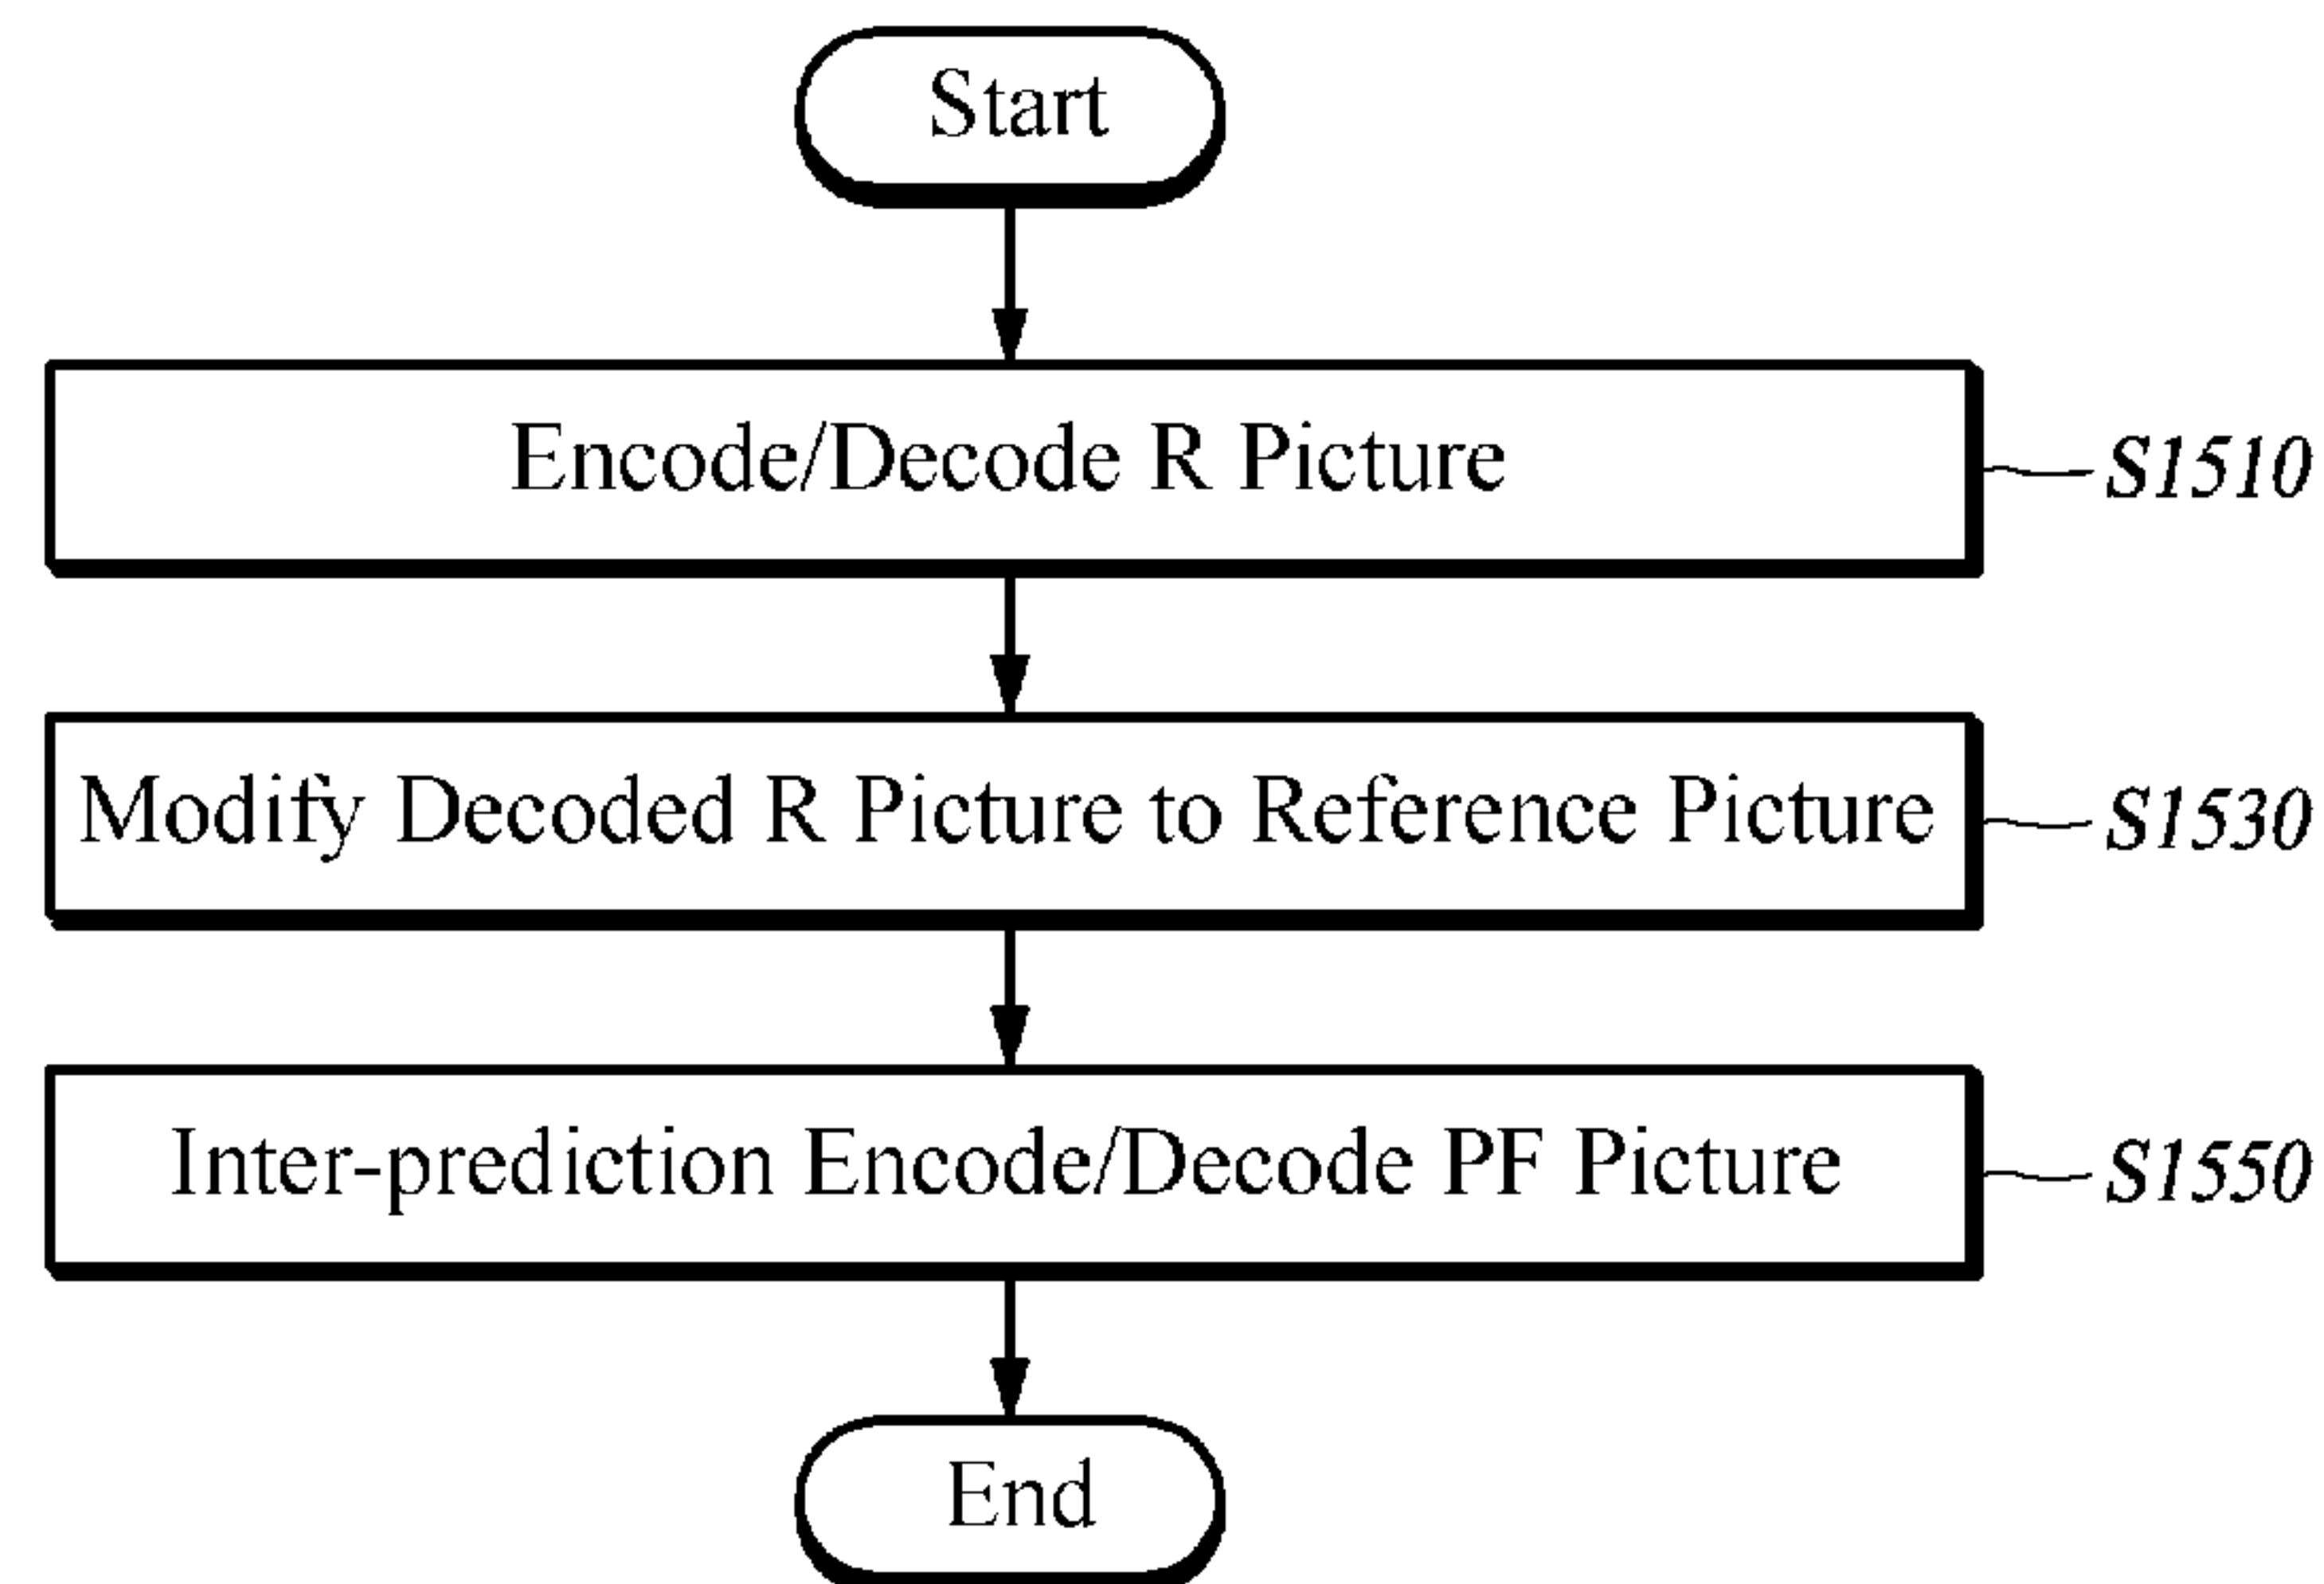 Start
Encode/Decode R Picture
S1510
Modify Decoded R Picture to Reference Picture
S1530
Inter-prediction Encode/Decode PF Picture
S1550
End